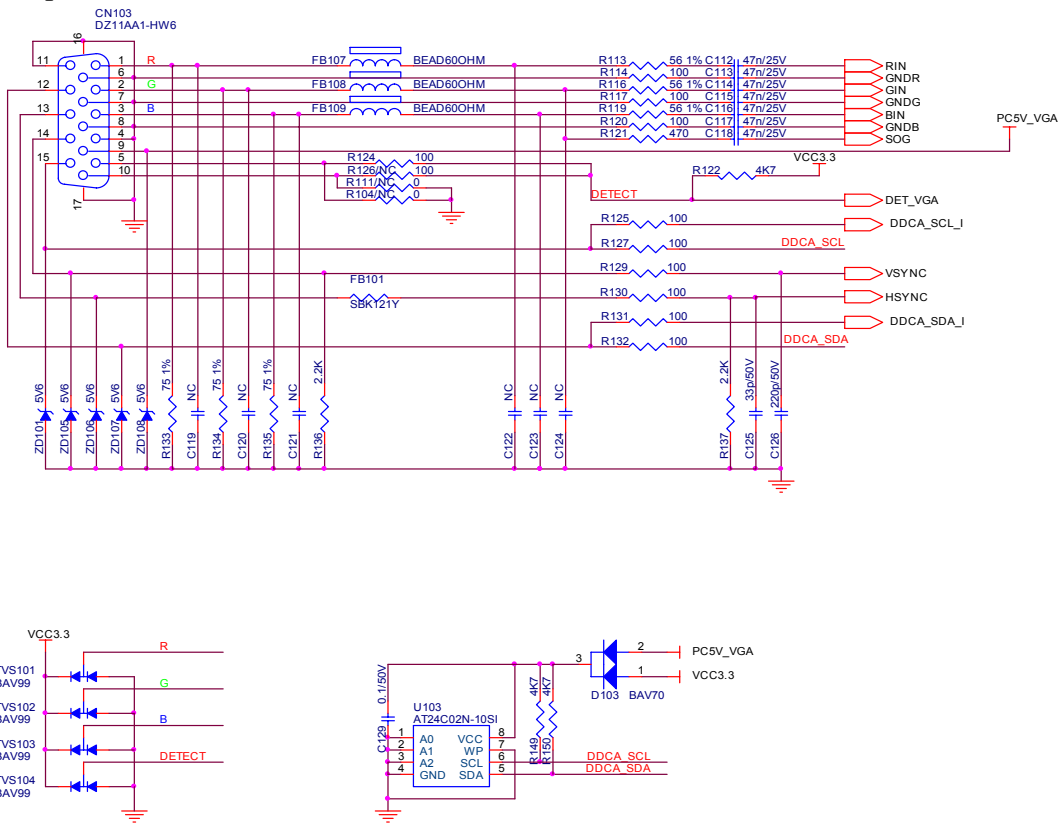 CN103
DZ11AA1-HW6
16
11 1 R FB107 BEAD60OHM R113 56 1% C112 47n/25V RIN
6 R114 100 C113 47n/25V GNDR
12 2 G FB108 BEAD60OHM R116 56 1% C114 47n/25V GIN
7 R117 100 C115 47n/25V GNDG
13 3 B FB109 BEAD60OHM R119 56 1% C116 47n/25V BIN
8 R120 100 C117 47n/25V GNDB
PC5V_VGA
14 4 R121 470 C118 47n/25V SOG
9
15 5 R124 100 VCC3.3
10 R126/NC 100 R122 4K7
R111/NC 0
R104/NC 0 DETECT DET_VGA
17
R125 100 DDCA_SCL_I
R127 100 DDCA_SCL
R129 100 VSYNC
FB101
SBK121Y
R130 100 HSYNC
R131 100 DDCA_SDA_I
R132 100 DDCA_SDA
ZD101 5V6
ZD105 5V6
ZD106 5V6
ZD107 5V6
ZD108 5V6
R133 75 1%
C119 NC
R134 75 1%
C120 NC
R135 75 1%
C121 NC
R136 2.2K
C122 NC
C123 NC
C124 NC
R137 2.2K
C125 33p/50V
C126 220p/50V
VCC3.3
R
TVS101
BAV99
G
TVS102
BAV99
B
TVS103
BAV99
DETECT
TVS104
BAV99
C129 0.1/50V
U103
AT24C02N-10SI
1 A0 VCC 8
2 A1 WP 7
3 A2 SCL 6 DDCA_SCL
4 GND SDA 5 DDCA_SDA
R149 4K7
R150 4K7
3 2 PC5V_VGA
1 VCC3.3
D103 BAV70